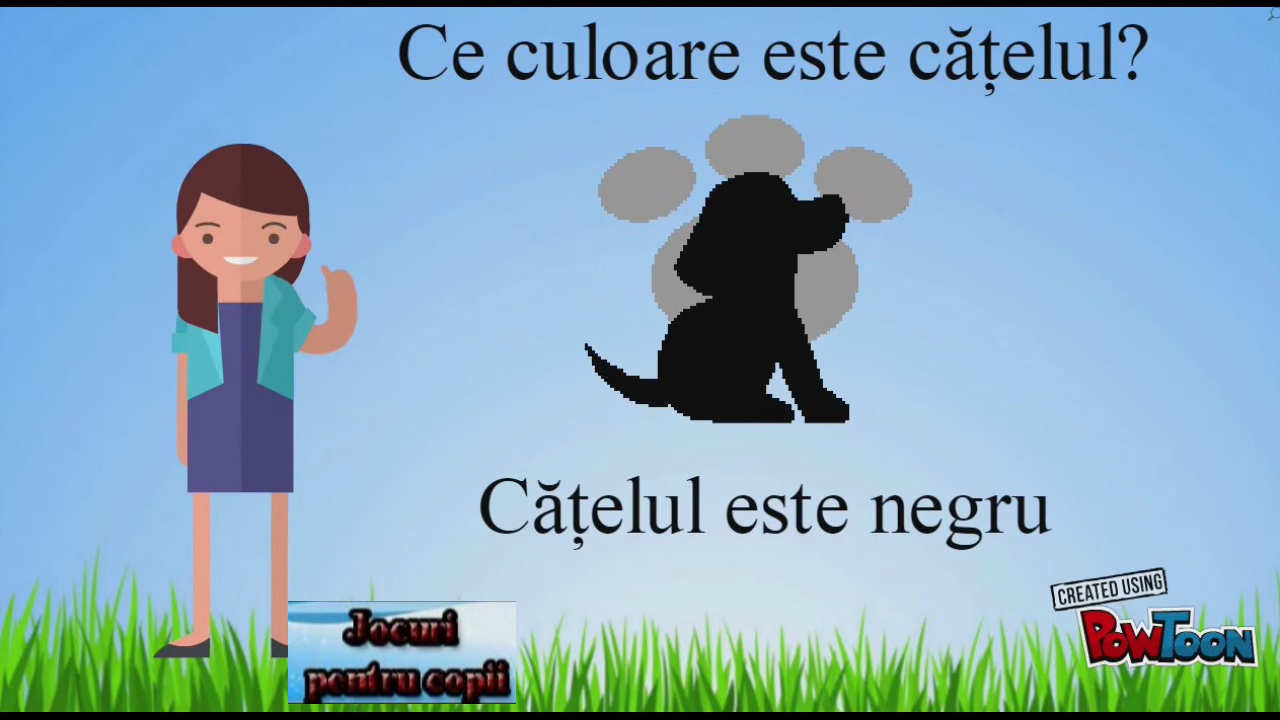 Ce culoare este cățelul?
Cățelul este negru
CREATED USING
PowToon
Jocuri
pentru copii